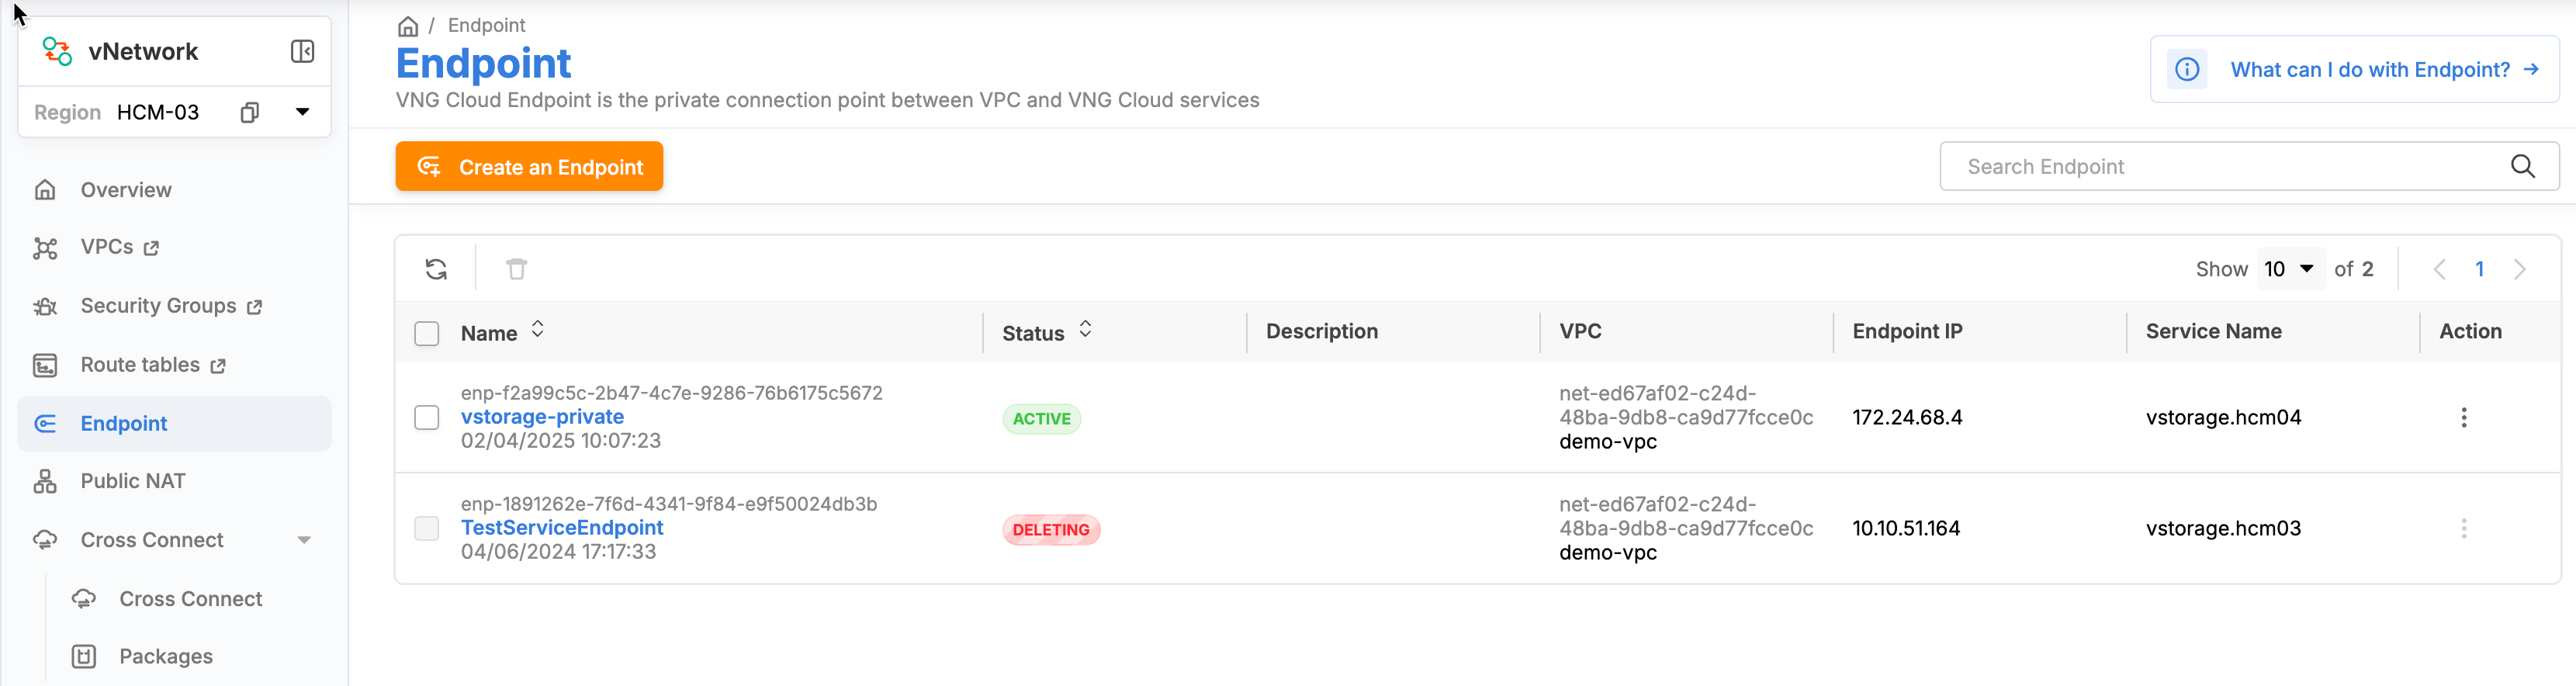 vNetwork
Region HCM-03
Overview
VPCs
Security Groups
Route tables
Endpoint
Public NAT
Cross Connect
Cross Connect
Packages
/ Endpoint
Endpoint
VNG Cloud Endpoint is the private connection point between VPC and VNG Cloud services
What can I do with Endpoint?
Create an Endpoint
Search Endpoint
Show 10 of 2 1
Name Status Description VPC Endpoint IP Service Name Action
enp-f2a99c5c-2b47-4c7e-9286-76b6175c5672
vstorage-private
02/04/2025 10:07:23
ACTIVE
net-ed67af02-c24d-
48ba-9db8-ca9d77fcce0c
demo-vpc
172.24.68.4
vstorage.hcm04
enp-1891262e-7f6d-4341-9f84-e9f50024db3b
TestServiceEndpoint
04/06/2024 17:17:33
DELETING
net-ed67af02-c24d-
48ba-9db8-ca9d77fcce0c
demo-vpc
10.10.51.164
vstorage.hcm03